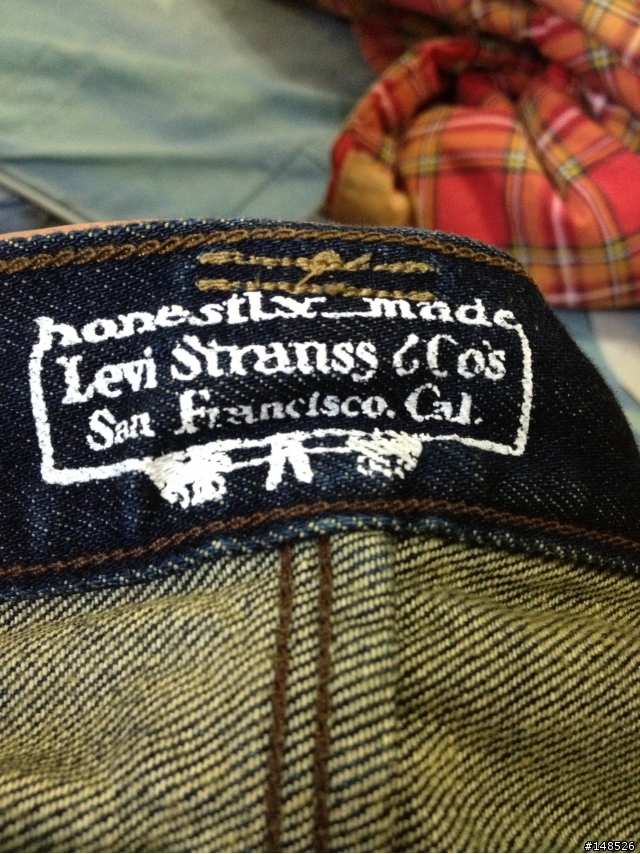 honestly made
Levi Strauss & Co's
San Francisco. Cal.
#148526